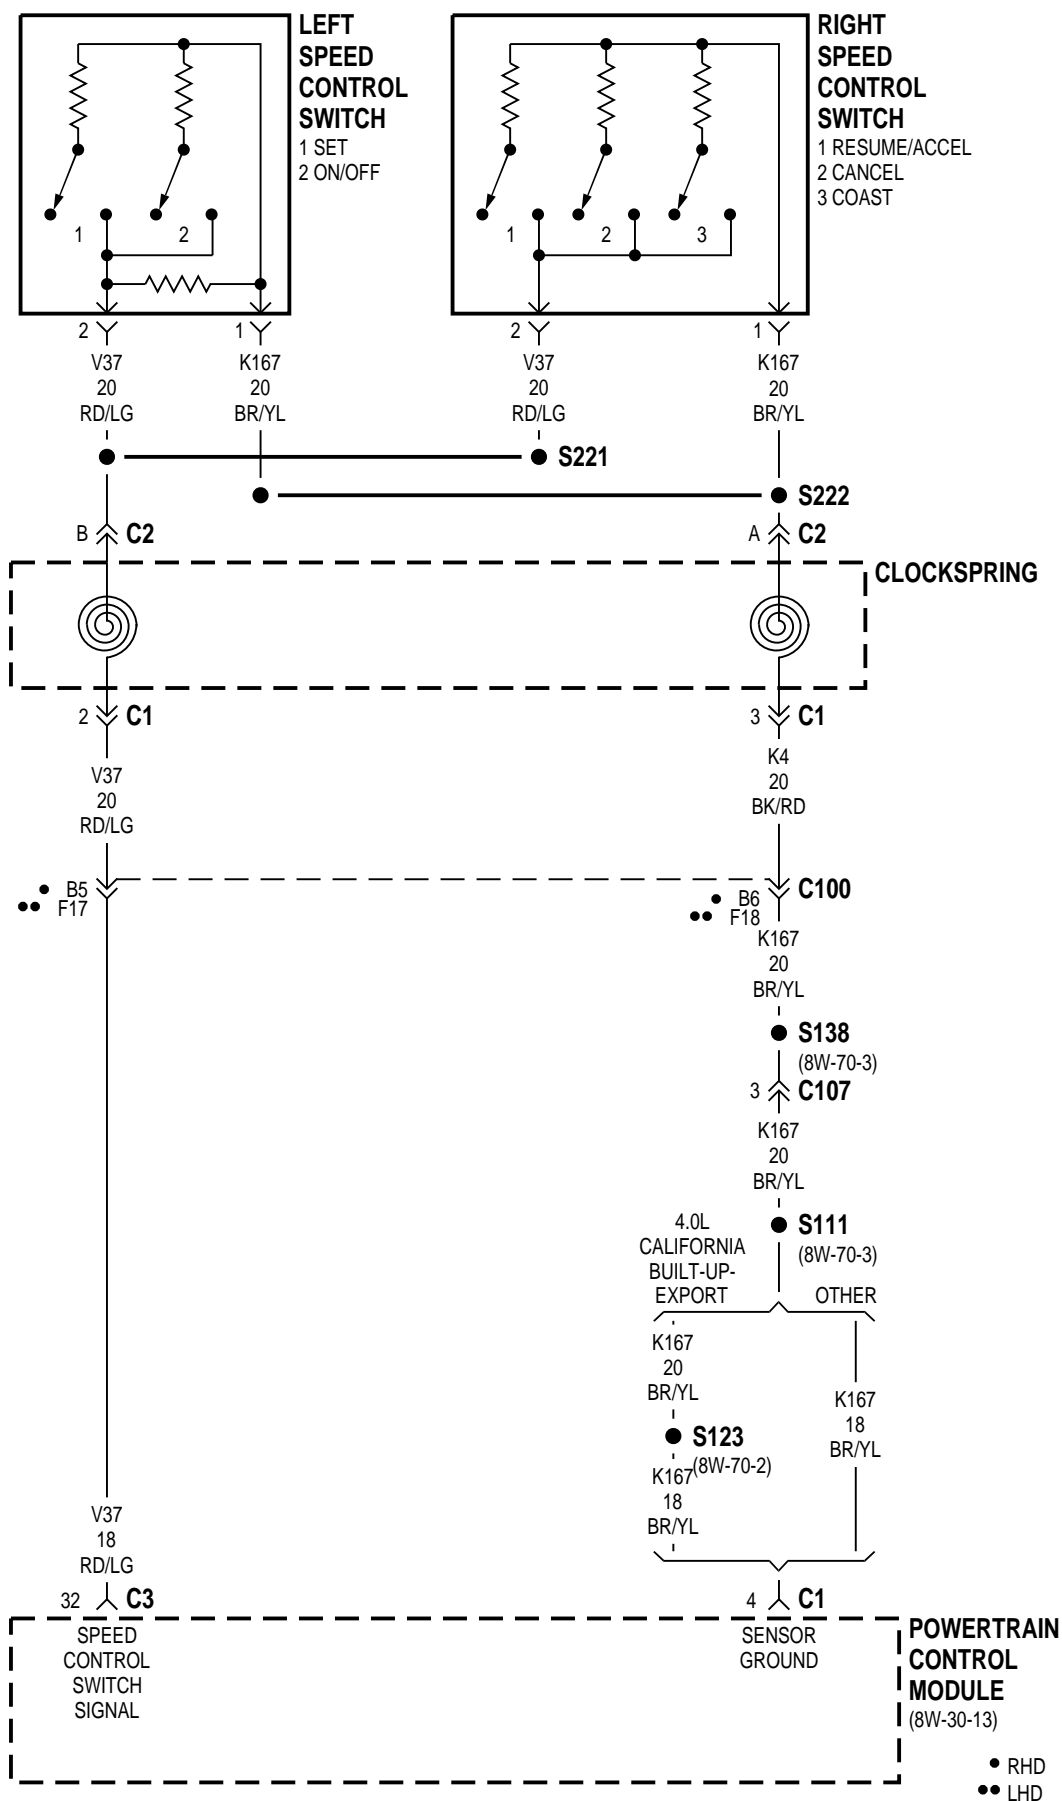 LEFT
SPEED
CONTROL
SWITCH
1 SET
2 ON/OFF
RIGHT
SPEED
CONTROL
SWITCH
1 RESUME/ACCEL
2 CANCEL
3 COAST
1
2
1
2
3
2
1
2
1
V37
20
RD/LG
K167
20
BR/YL
V37
20
RD/LG
K167
20
BR/YL
S221
S222
B
C2
A
C2
CLOCKSPRING
2
C1
3
C1
V37
20
RD/LG
K4
20
BK/RD
B5
F17
B6
F18
C100
K167
20
BR/YL
S138
(8W-70-3)
3
C107
K167
20
BR/YL
S111
(8W-70-3)
4.0L
CALIFORNIA
BUILT-UP-
EXPORT
OTHER
K167
20
BR/YL
S123
(8W-70-2)
K167
18
BR/YL
K167
18
BR/YL
V37
18
RD/LG
32
C3
4
C1
SPEED
CONTROL
SWITCH
SIGNAL
SENSOR
GROUND
POWERTRAIN
CONTROL
MODULE
(8W-30-13)
RHD
LHD